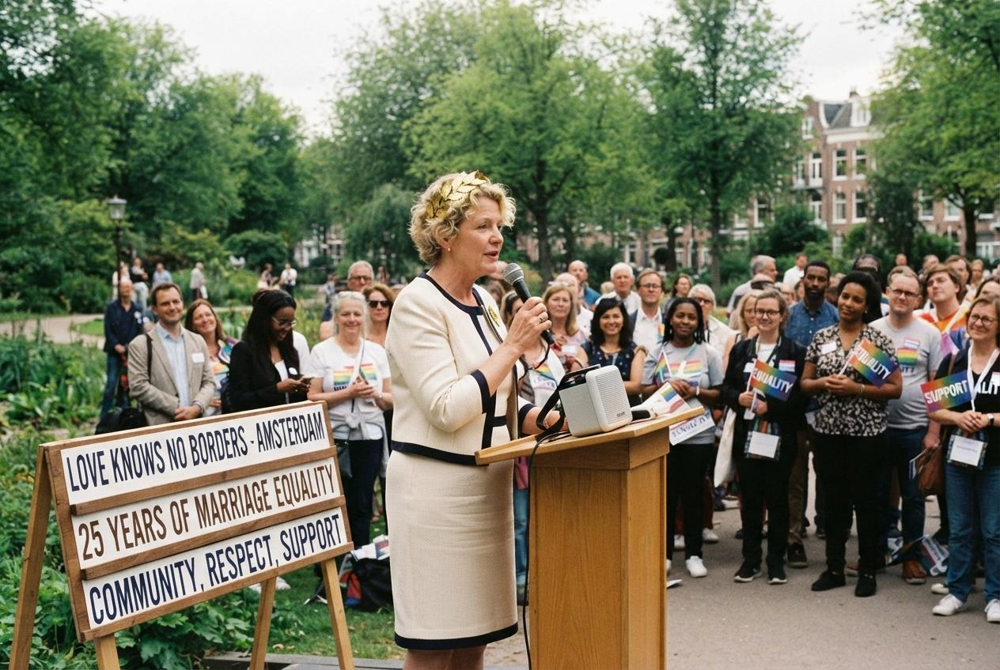 LOVE KNOWS NO BORDERS - AMSTERDAM
25 YEARS OF MARRIAGE EQUALITY
COMMUNITY, RESPECT, SUPPORT
EQUALITY
EQUALITY
SUPPORT